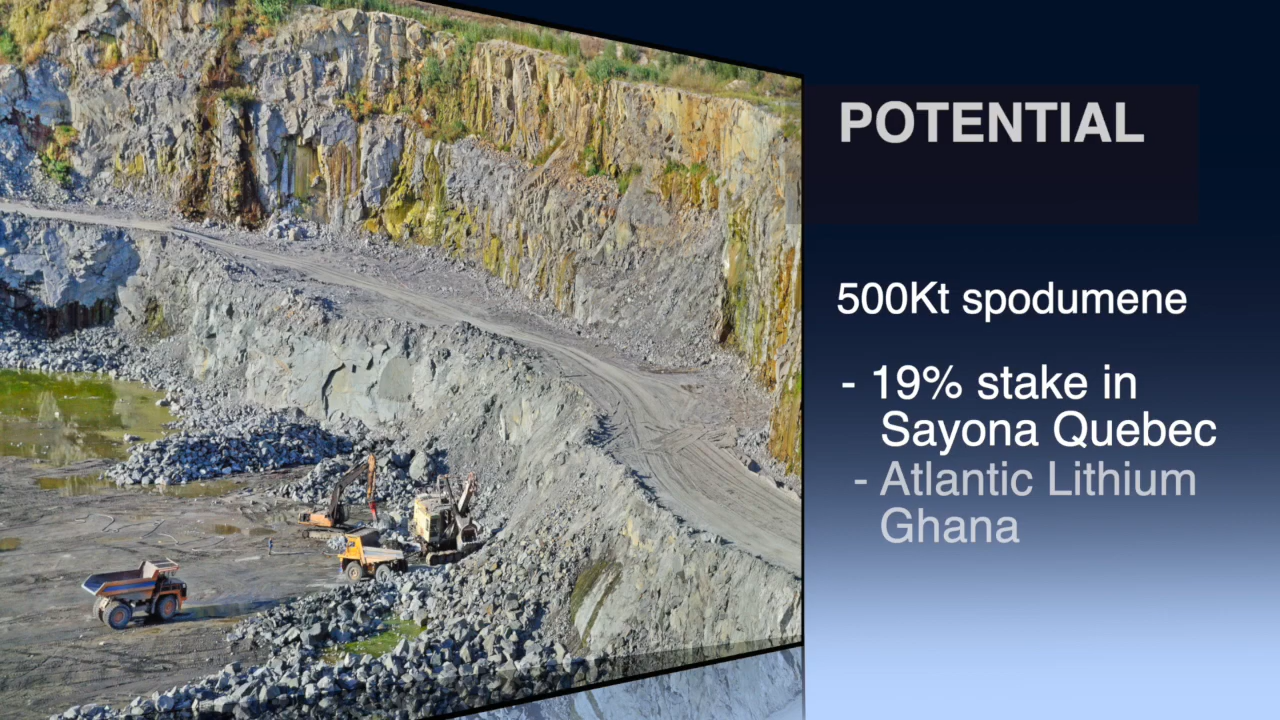 POTENTIAL
500Kt spodumene
- 19% stake in
Sayona Quebec
- Atlantic Lithium
Ghana